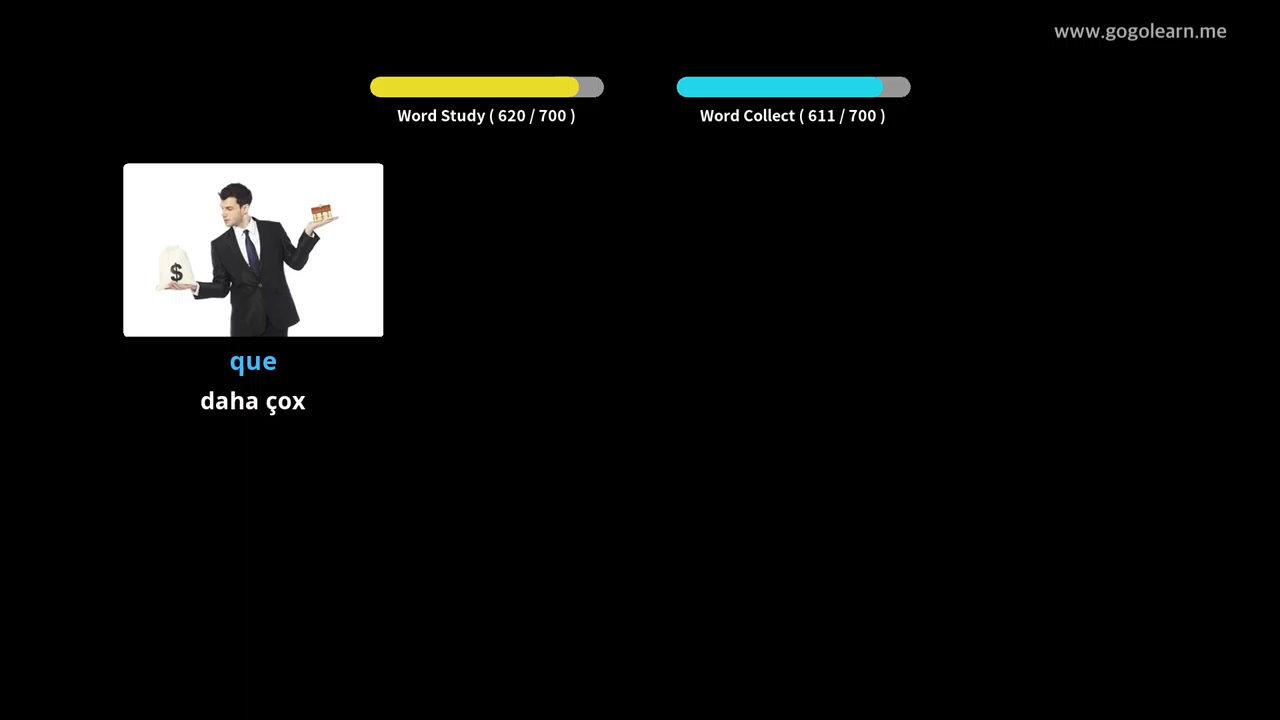 www.gogolearn.me
Word Study ( 620 / 700 )
Word Collect ( 611 / 700 )
$
que
daha çox